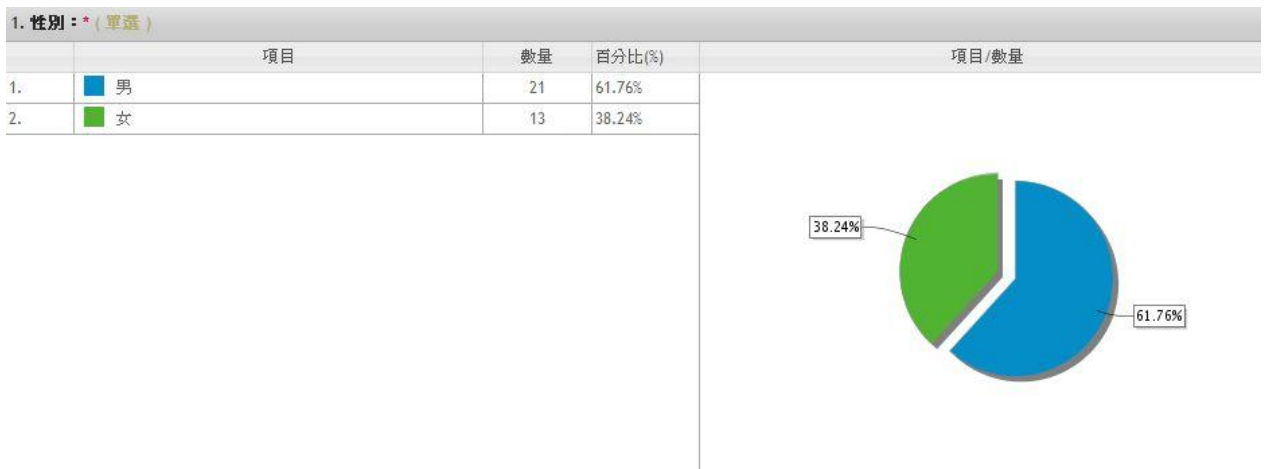 1. 性別：*( 單選 )
項目 數量 百分比(%) 項目/數量
1. 男 21 61.76%
2. 女 13 38.24%
38.24%
61.76%